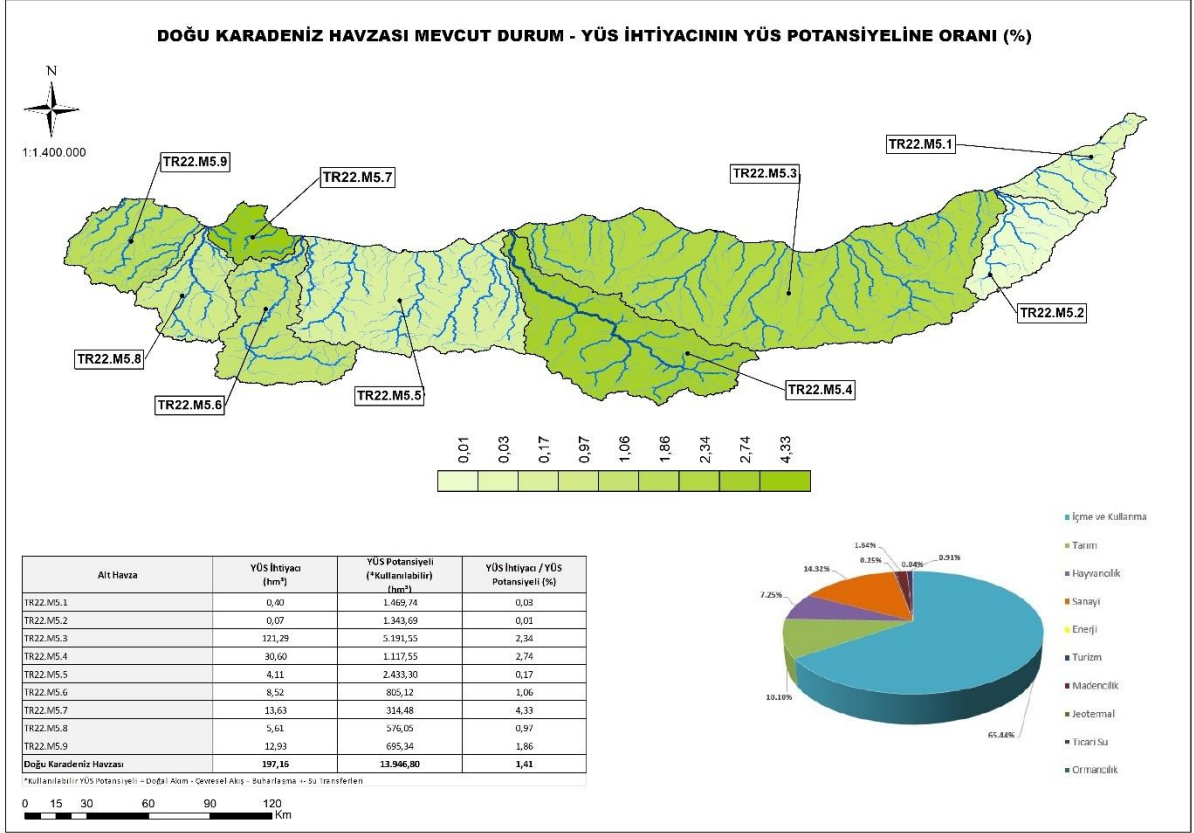 DOĞU KARADENİZ HAVZASI MEVCUT DURUM - YÜS İHTİYACININ YÜS POTANSİYELİNE ORANI (%)
N
1:1.400.000
TR22.M5.1
TR22.M5.9
TR22.M5.7
TR22.M5.3
TR22.M5.2
TR22.M5.8
TR22.M5.4
TR22.M5.5
TR22.M5.6
0,01
0,03
0,17
0,97
1,06
1,86
2,34
2,74
4,33
Alt Havza YÜS İhtiyacı (hm³) YÜS Potansiyeli (*Kullanılabilir) (hm³) YÜS İhtiyacı / YÜS Potansiyeli (%)
TR22.M5.1 0,40 1.469,74 0,03
TR22.M5.2 0,07 1.343,69 0,01
TR22.M5.3 121,29 5.191,55 2,34
TR22.M5.4 30,60 1.117,55 2,74
TR22.M5.5 4,11 2.433,30 0,17
TR22.M5.6 8,52 805,12 1,06
TR22.M5.7 13,63 314,48 4,33
TR22.M5.8 5,61 576,05 0,97
TR22.M5.9 12,93 695,34 1,86
Doğu Karadeniz Havzası 197,16 13.946,80 1,41
*Kullanılabilir YÜS Potansiyeli = Doğal Akım - Çevresel Akış - Buharlaşma +- Su Transferleri
0 15 30 60 90 120
Km
İçme ve Kullanma
Tarım
Hayvancılık
Sanayi
Enerji
Turizm
Madencilik
Jeotermal
Ticari Su
Ormancılık
1.64%
0.91%
0.25%
0.04%
14.32%
7.25%
10.10%
65.44%